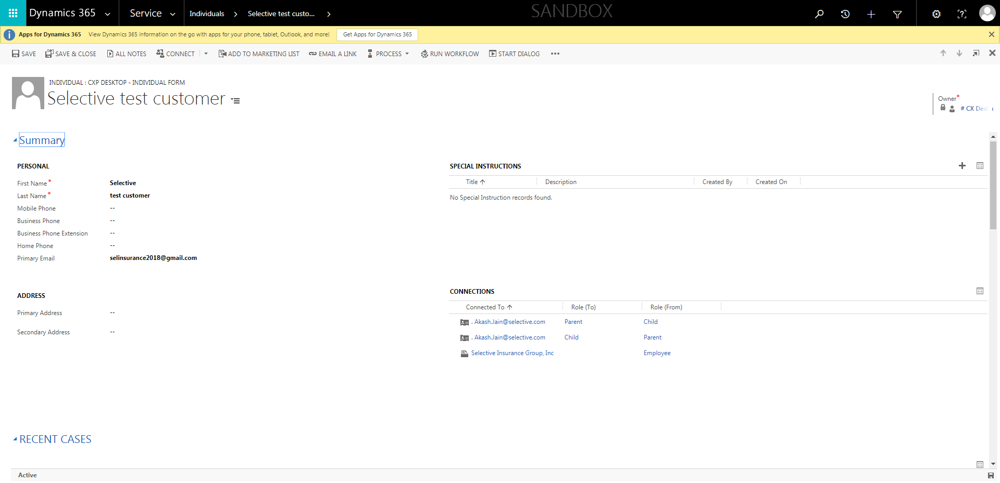 Dynamics 365 Service Individuals Selective test custo... SANDBOX
Apps for Dynamics 365 View Dynamics 365 information on the go with apps for your phone, tablet, Outlook, and more! Get Apps for Dynamics 365
SAVE SAVE & CLOSE ALL NOTES CONNECT ADD TO MARKETING LIST EMAIL A LINK PROCESS RUN WORKFLOW START DIALOG •••
INDIVIDUAL : CXP DESKTOP - INDIVIDUAL FORM
Selective test customer
Owner*
# CX Desk
Summary
PERSONAL
First Name* Selective
Last Name* test customer
Mobile Phone --
Business Phone --
Business Phone Extension --
Home Phone --
Primary Email selinsurance2018@gmail.com
ADDRESS
Primary Address --
Secondary Address --
SPECIAL INSTRUCTIONS
Title Description Created By Created On
No Special Instruction records found.
CONNECTIONS
Connected To Role (To) Role (From)
. Akash.Jain@selective.com Parent Child
. Akash.Jain@selective.com Child Parent
Selective Insurance Group, Inc Employee
RECENT CASES
Active